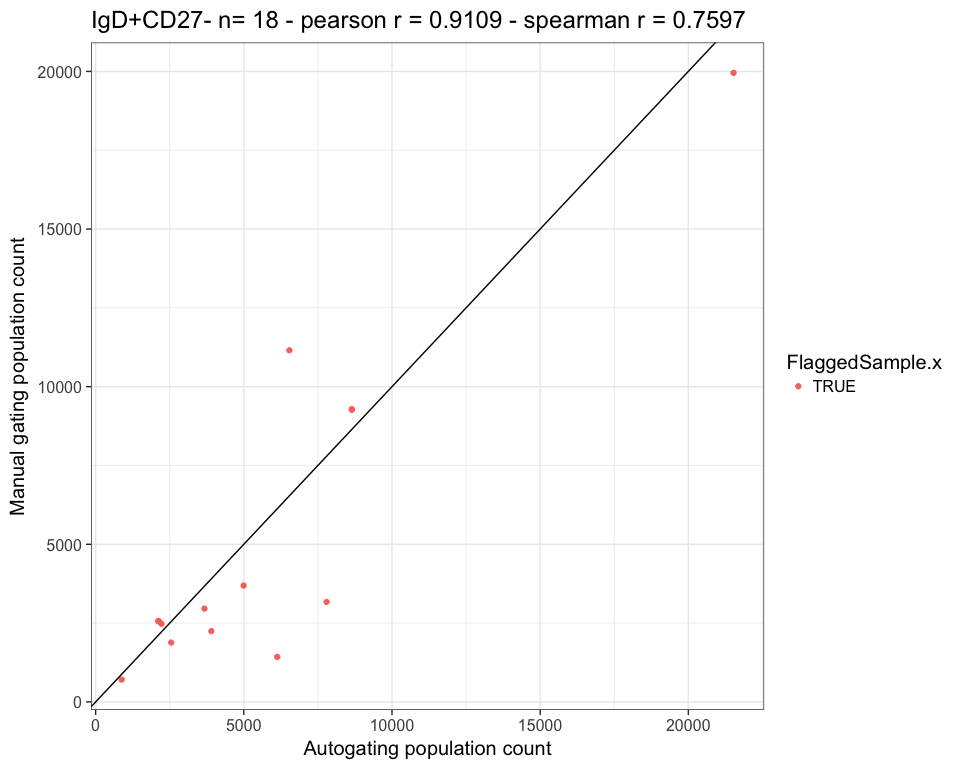 IgD+CD27- n= 18 - pearson r = 0.9109 - spearman r = 0.7597
20000
15000
10000
5000
0
Manual gating population count
0 5000 10000 15000 20000
Autogating population count
FlaggedSample.x
TRUE